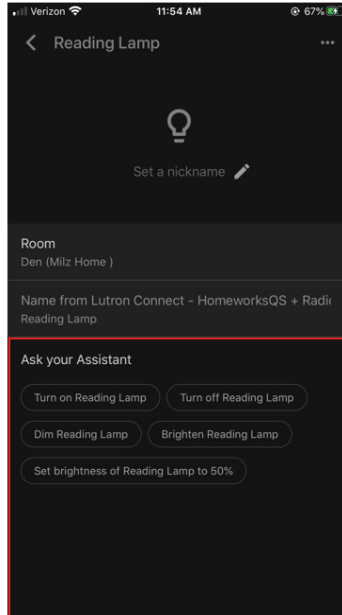 Verizon 11:54 AM 67%
Reading Lamp
Set a nickname
Room
Den (Milz Home )
Name from Lutron Connect - HomeworksQS +
Reading Lamp
Ask your Assistant
Turn on Reading Lamp Turn off Reading Lamp
Dim Reading Lamp Brighten Reading Lamp
Set brightness of Reading Lamp to 50%